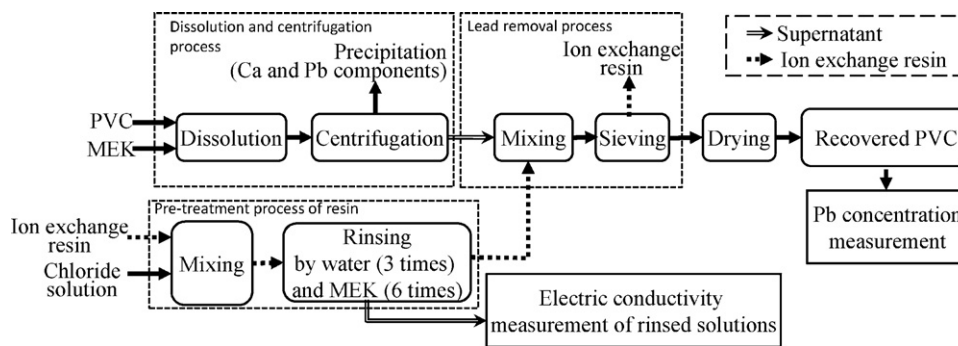 Dissolution and centrifugation
process
Precipitation
(Ca and Pb components)
PVC
MEK
Dissolution
Centrifugation
Lead removal process
Ion exchange
resin
Mixing
Sieving
Drying
Recovered PVC
Pb concentration
measurement
Supernatant
Ion exchange resin
Pre-treatment process of resin
Ion exchange
resin
Chloride
solution
Mixing
Rinsing
by water (3 times)
and MEK (6 times)
Electric conductivity
measurement of rinsed solutions